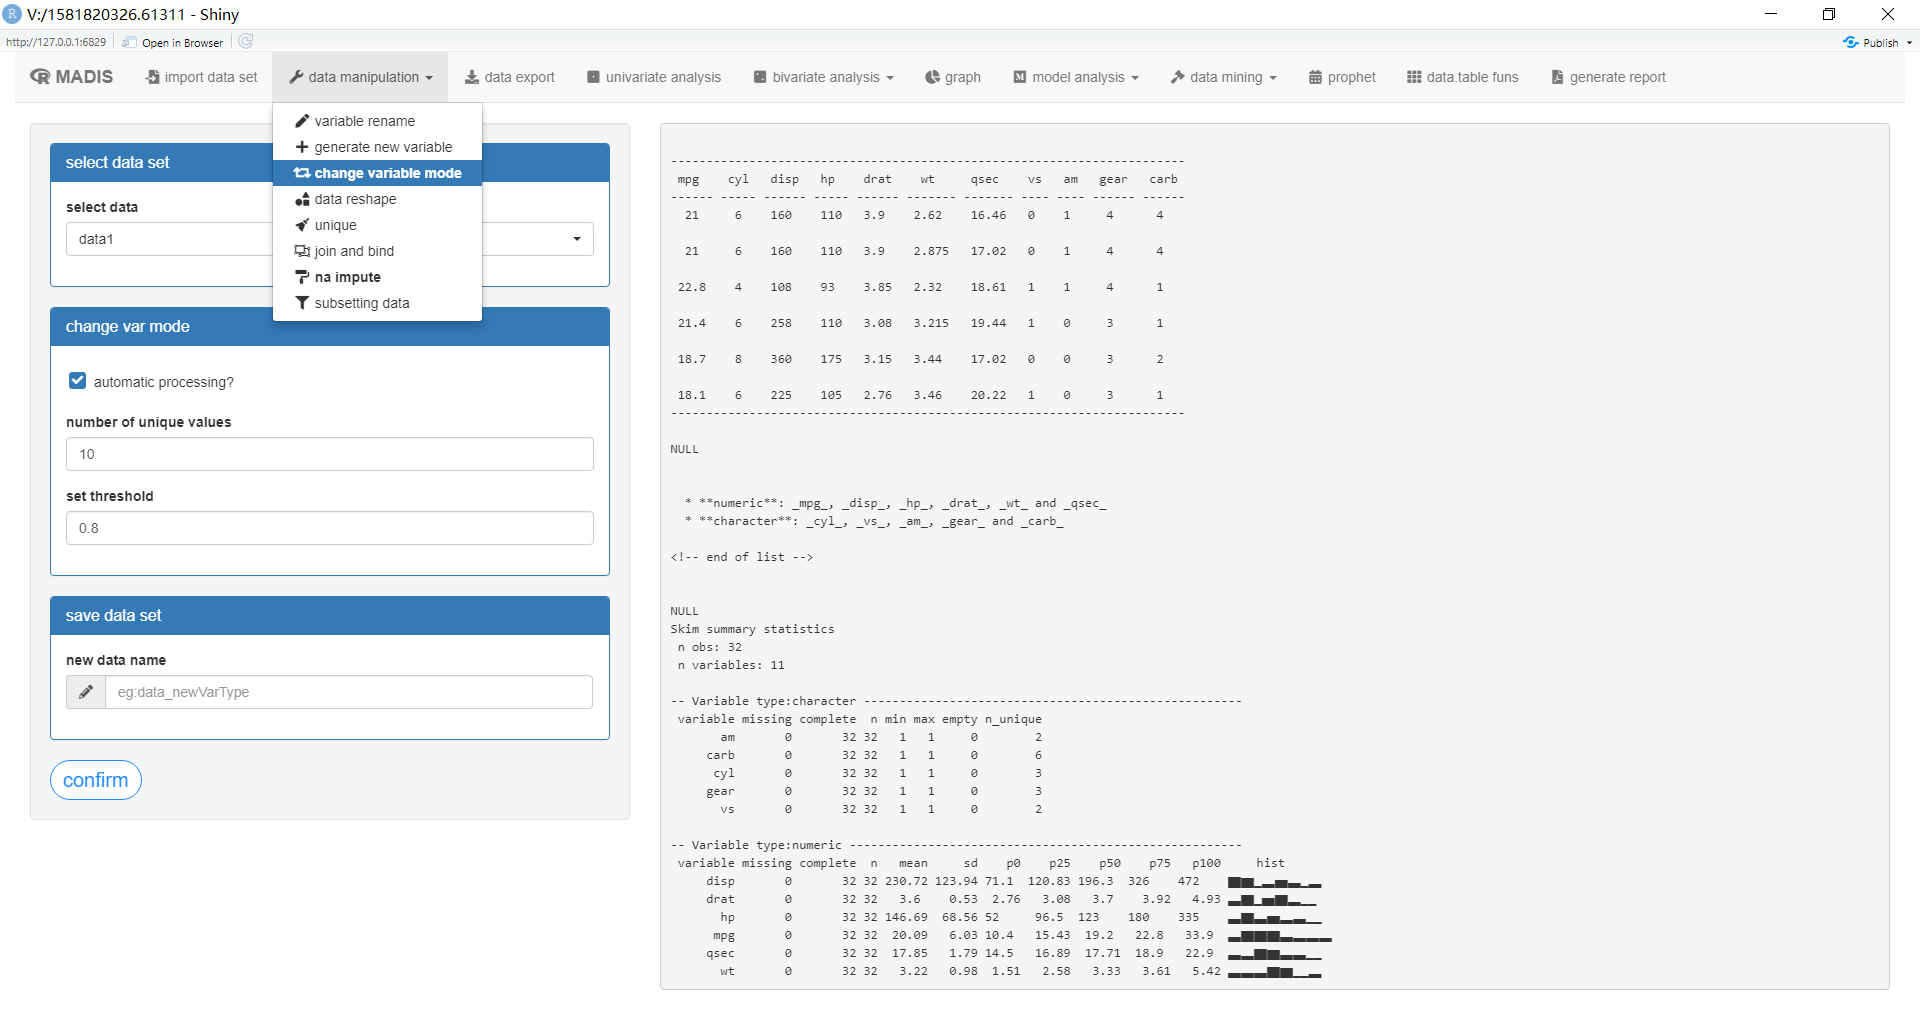 V:/1581820326.61311 - Shiny
http://127.0.0.1:6829 Open in Browser Publish
MADIS import data set data manipulation data export univariate analysis bivariate analysis graph model analysis data mining prophet data.table funs generate report
variable rename
generate new variable
change variable mode
data reshape
unique
join and bind
na impute
subsetting data
select data set
select data
data1
change var mode
automatic processing?
number of unique values
10
set threshold
0.8
save data set
new data name
eg:data_newVarType
confirm
---
mpg cyl disp hp drat wt qsec vs am gear carb
------ ----- ------ ----- ------ ------- ------- ---- ---- ------ ------
21 6 160 110 3.9 2.62 16.46 0 1 4 4
21 6 160 110 3.9 2.875 17.02 0 1 4 4
22.8 4 108 93 3.85 2.32 18.61 1 1 4 1
21.4 6 258 110 3.08 3.215 19.44 1 0 3 1
18.7 8 360 175 3.15 3.44 17.02 0 0 3 2
18.1 6 225 105 2.76 3.46 20.22 1 0 3 1
---
NULL
* **numeric**: _mpg_, _disp_, _hp_, _drat_, _wt_ and _qsec_
* **character**: _cyl_, _vs_, _am_, _gear_ and _carb_
<!-- end of list -->
NULL
Skim summary statistics
n obs: 32
n variables: 11
-- Variable type:character -----------------------------------------------------
variable missing complete n min max empty n_unique
am 0 32 32 1 1 0 2
carb 0 32 32 1 1 0 6
cyl 0 32 32 1 1 0 3
gear 0 32 32 1 1 0 3
vs 0 32 32 1 1 0 2
-- Variable type:numeric -------------------------------------------------------
variable missing complete n mean sd p0 p25 p50 p75 p100 hist
disp 0 32 32 230.72 123.94 71.1 120.83 196.3 326 472
drat 0 32 32 3.6 0.53 2.76 3.08 3.7 3.92 4.93
hp 0 32 32 146.69 68.56 52 96.5 123 180 335
mpg 0 32 32 20.09 6.03 10.4 15.43 19.2 22.8 33.9
qsec 0 32 32 17.85 1.79 14.5 16.89 17.71 18.9 22.9
wt 0 32 32 3.22 0.98 1.51 2.58 3.33 3.61 5.42